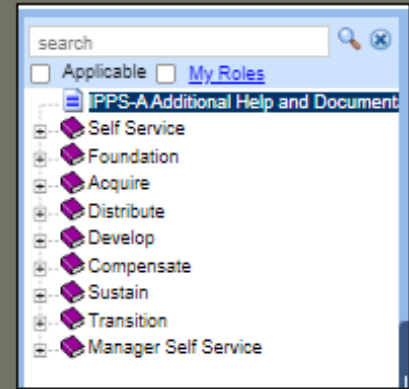 search
Applicable My Roles
IPPS-A Additional Help and Document
Self Service
Foundation
Acquire
Distribute
Develop
Compensate
Sustain
Transition
Manager Self Service